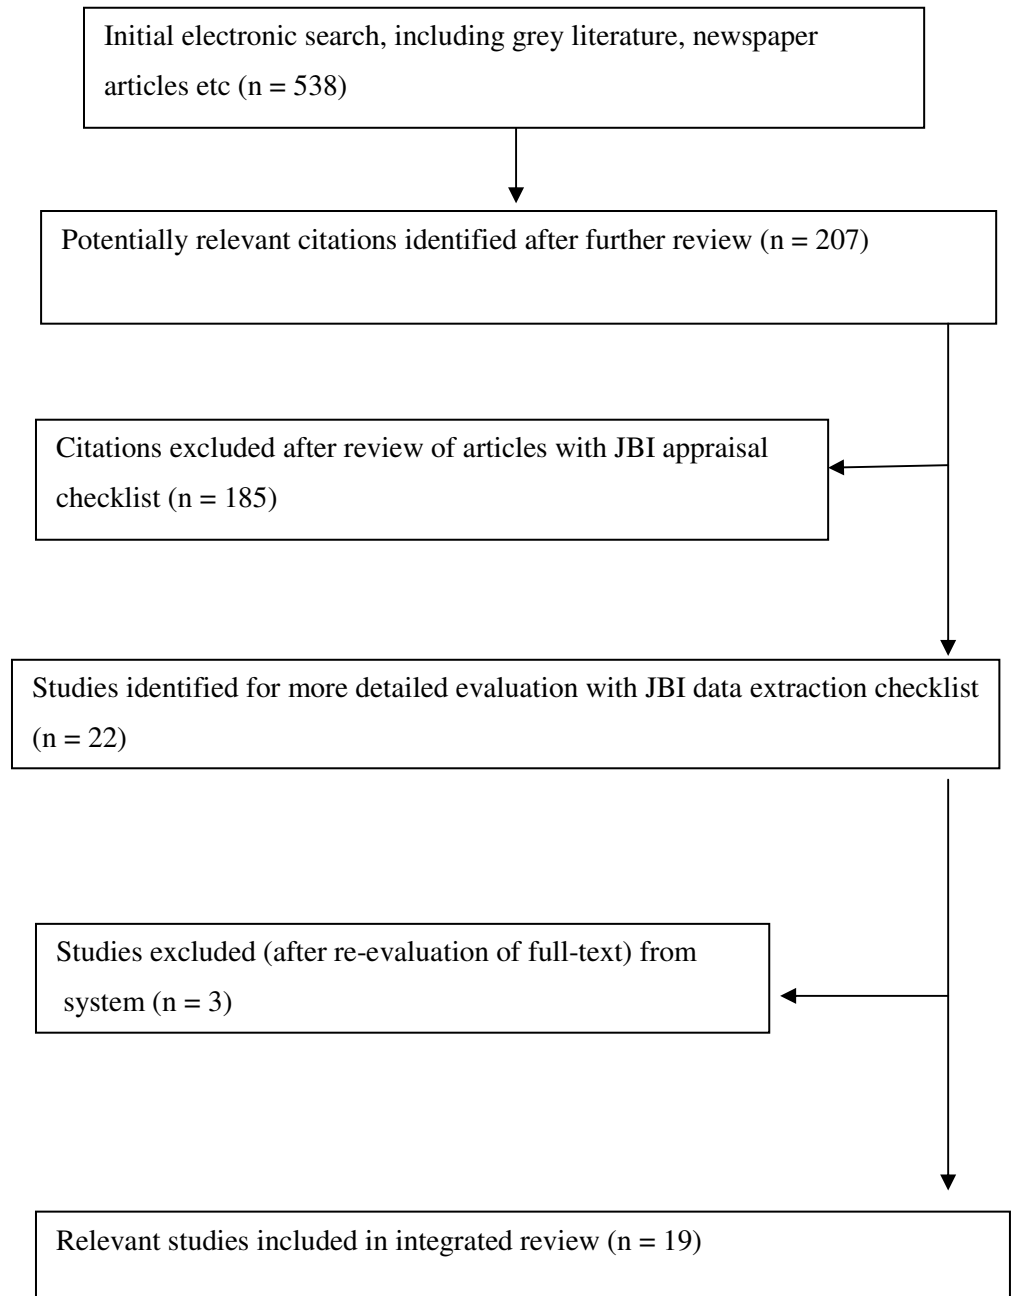 Initial electronic search, including grey literature, newspaper
articles etc (n = 538)
Potentially relevant citations identified after further review (n = 207)
Citations excluded after review of articles with JBI appraisal
checklist (n = 185)
Studies identified for more detailed evaluation with JBI data extraction checklist
(n = 22)
Studies excluded (after re-evaluation of full-text) from
system (n = 3)
Relevant studies included in integrated review (n = 19)